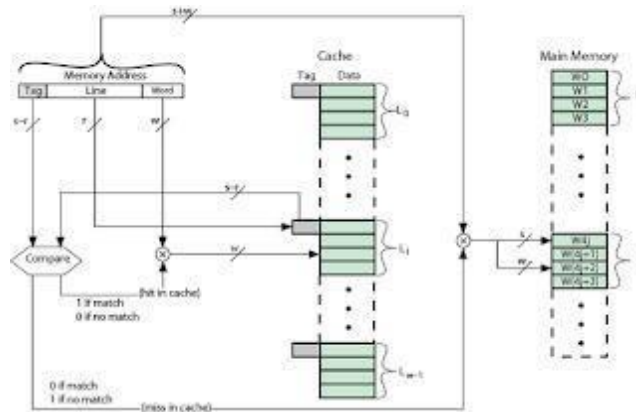 s+w
Cache
Main Memory
Memory Address
Tag Data
Tag Line Word
W0
W1
W2
W3
L0
s–r
r
w
s–r
W4j
W(4j+1)
W(4j+2)
W(4j+3)
s
w
w
Li
Compare
(hit in cache)
1 if match
0 if no match
Lm–1
0 if match
1 if no match
(miss in cache)